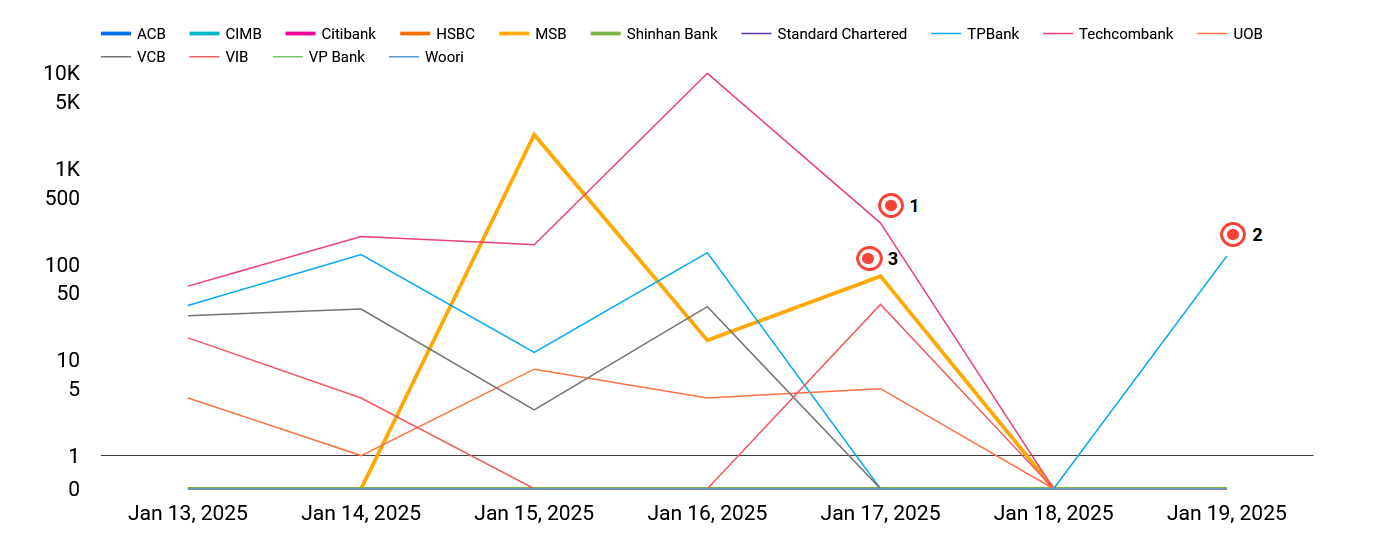 ACB CIMB Citibank HSBC MSB Shinhan Bank Standard Chartered TPBank Techcombank UOB
VCB VIB VP Bank Woori
10K
5K
1K
500
1
100
3
2
50
10
5
1
0
Jan 13, 2025 Jan 14, 2025 Jan 15, 2025 Jan 16, 2025 Jan 17, 2025 Jan 18, 2025 Jan 19, 2025